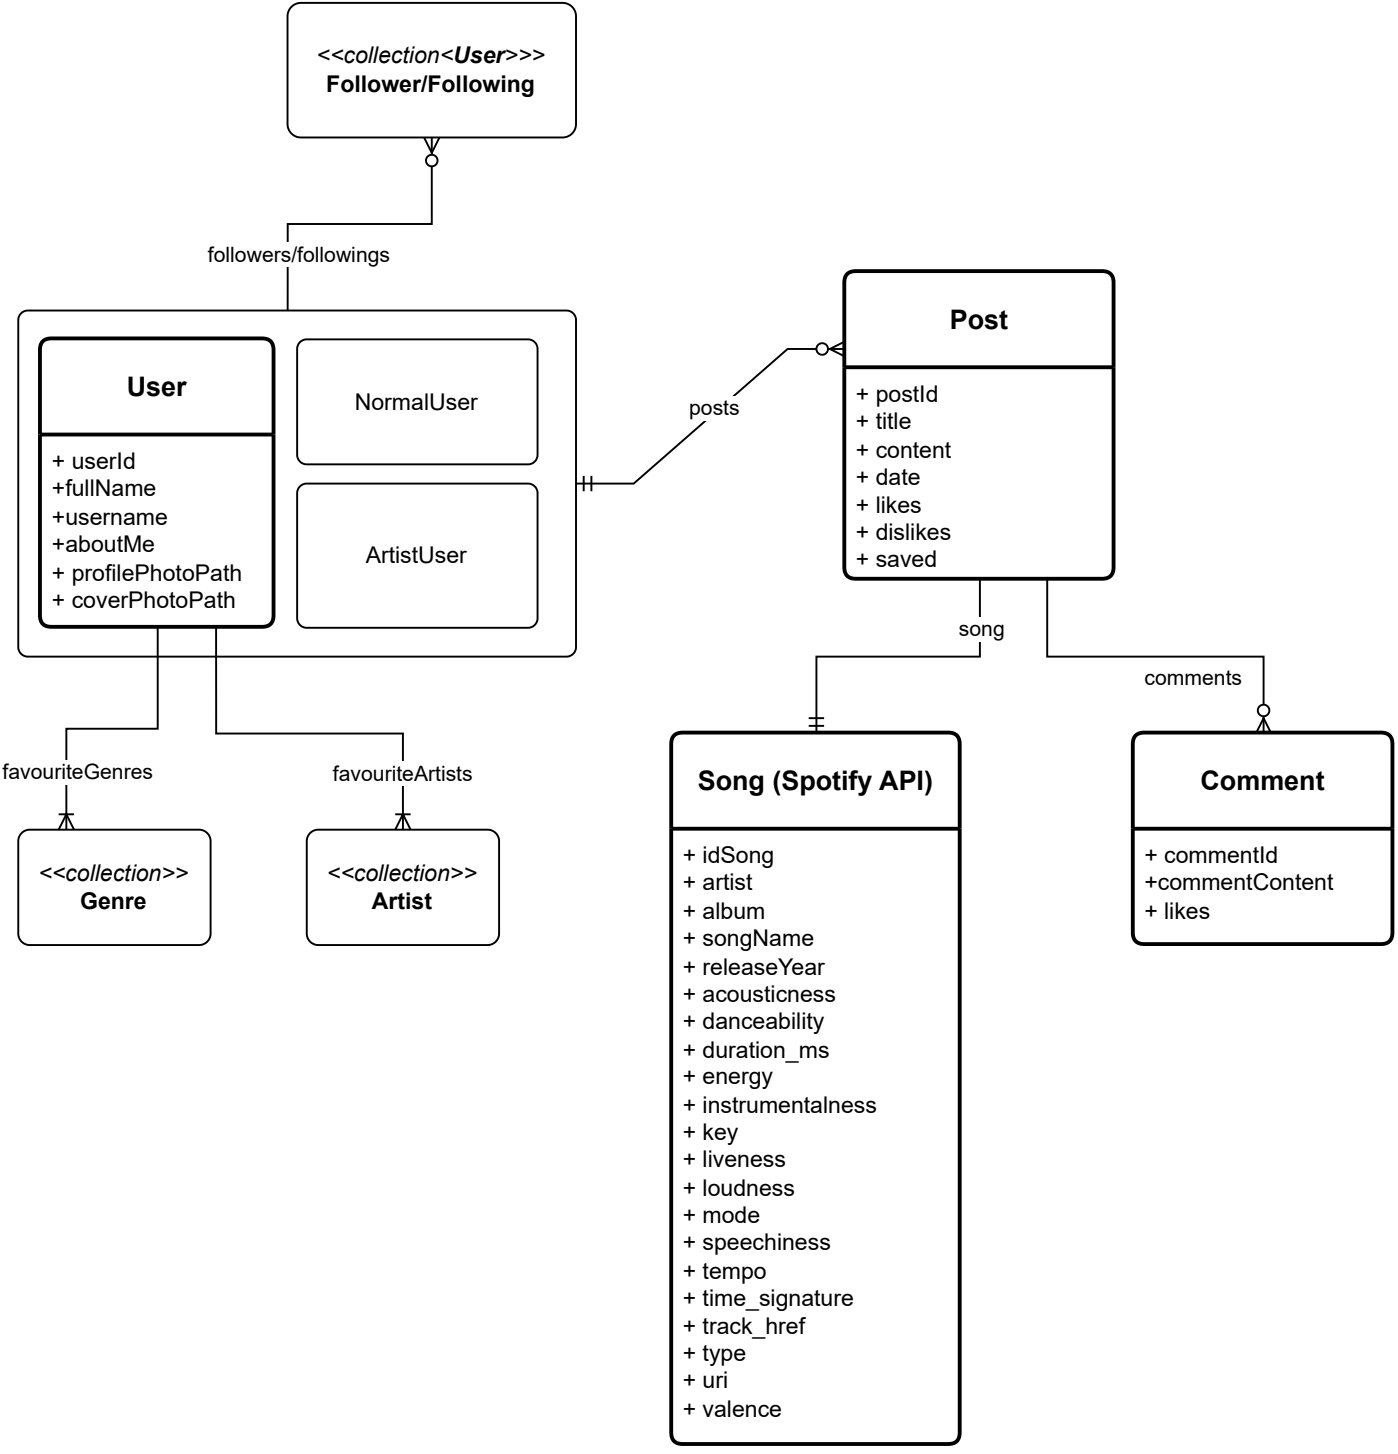 <<collection<User>>>
Follower/Following
followers/followings
User
+ userId
+fullName
+username
+aboutMe
+ profilePhotoPath
+ coverPhotoPath
NormalUser
ArtistUser
posts
Post
+ postId
+ title
+ content
+ date
+ likes
+ dislikes
+ saved
song
comments
favouriteGenres
favouriteArtists
<<collection>>
Genre
<<collection>>
Artist
Song (Spotify API)
+ idSong
+ artist
+ album
+ songName
+ releaseYear
+ acousticness
+ danceability
+ duration_ms
+ energy
+ instrumentalness
+ key
+ liveness
+ loudness
+ mode
+ speechiness
+ tempo
+ time_signature
+ track_href
+ type
+ uri
+ valence
Comment
+ commentId
+commentContent
+ likes